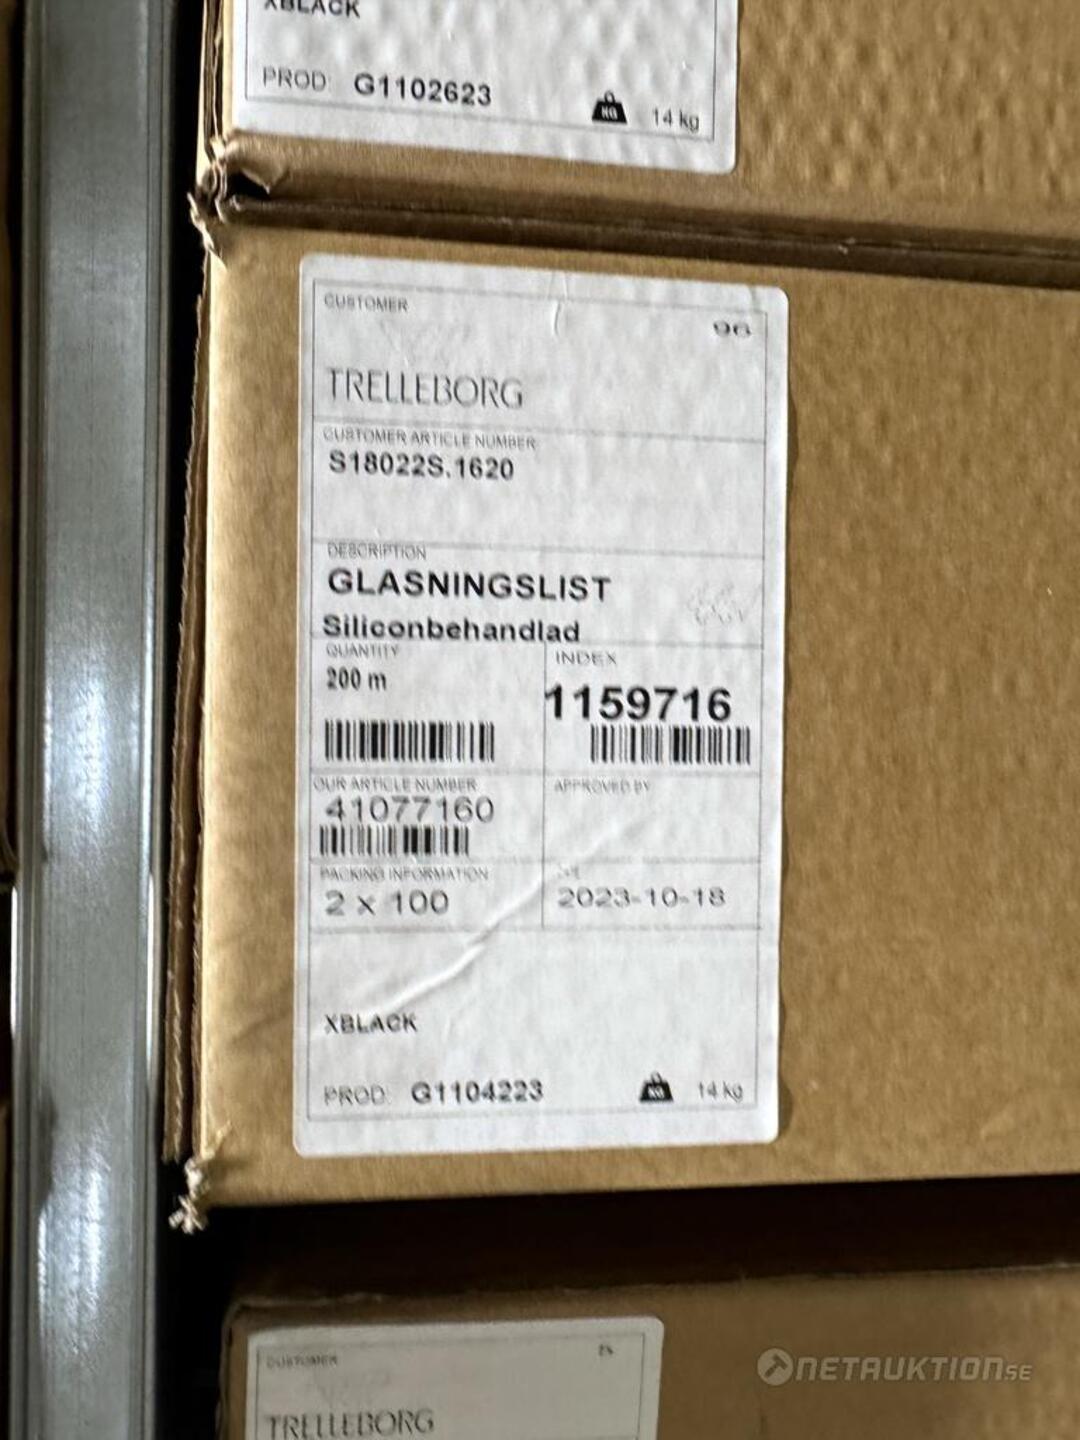 XBLACK
PROD G1102623
KG 14 kg
CUSTOMER
96
TRELLEBORG
CUSTOMER ARTICLE NUMBER
S18022S.1620
DESCRIPTION
GLASNINGSLIST
Siliconbehandlad
QUANTITY
200 m
INDEX
1159716
OUR ARTICLE NUMBER
41077160
APPROVED BY
PACKING INFORMATION
2 x 100
2023-10-18
XBLACK
PROD: G1104223
KG 14 kg
CUSTOMER
TRELLEBORG
NETAUKTION.SE